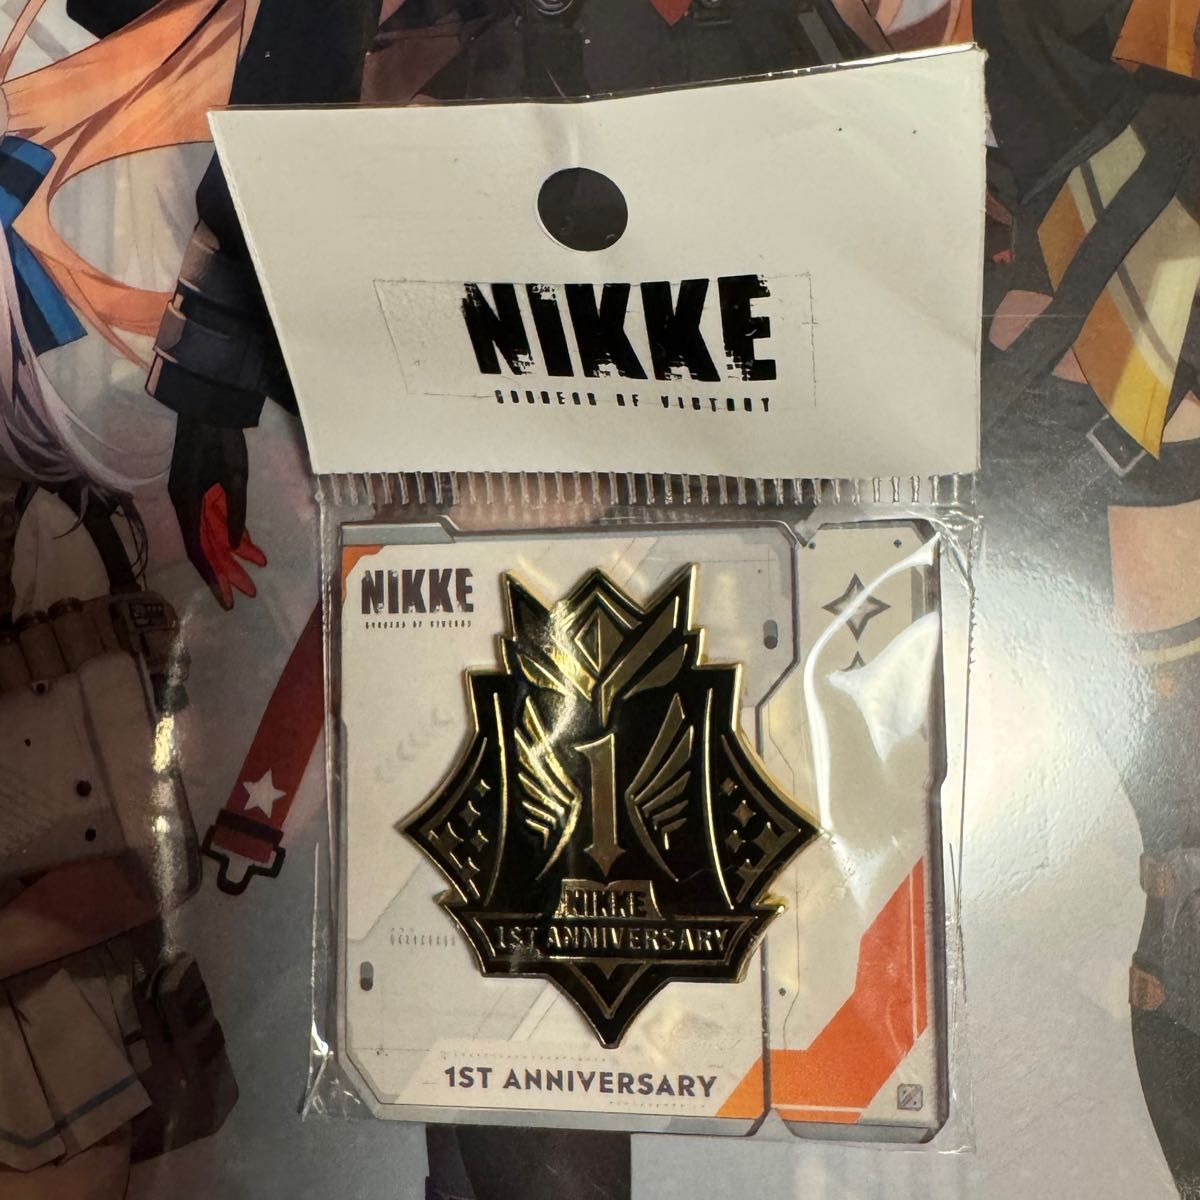 NIKKE
GODDESS OF VICTORY
NIKKE
GODDESS OF VICTORY
1
NIKKE
1ST ANNIVERSARY
1ST ANNIVERSARY